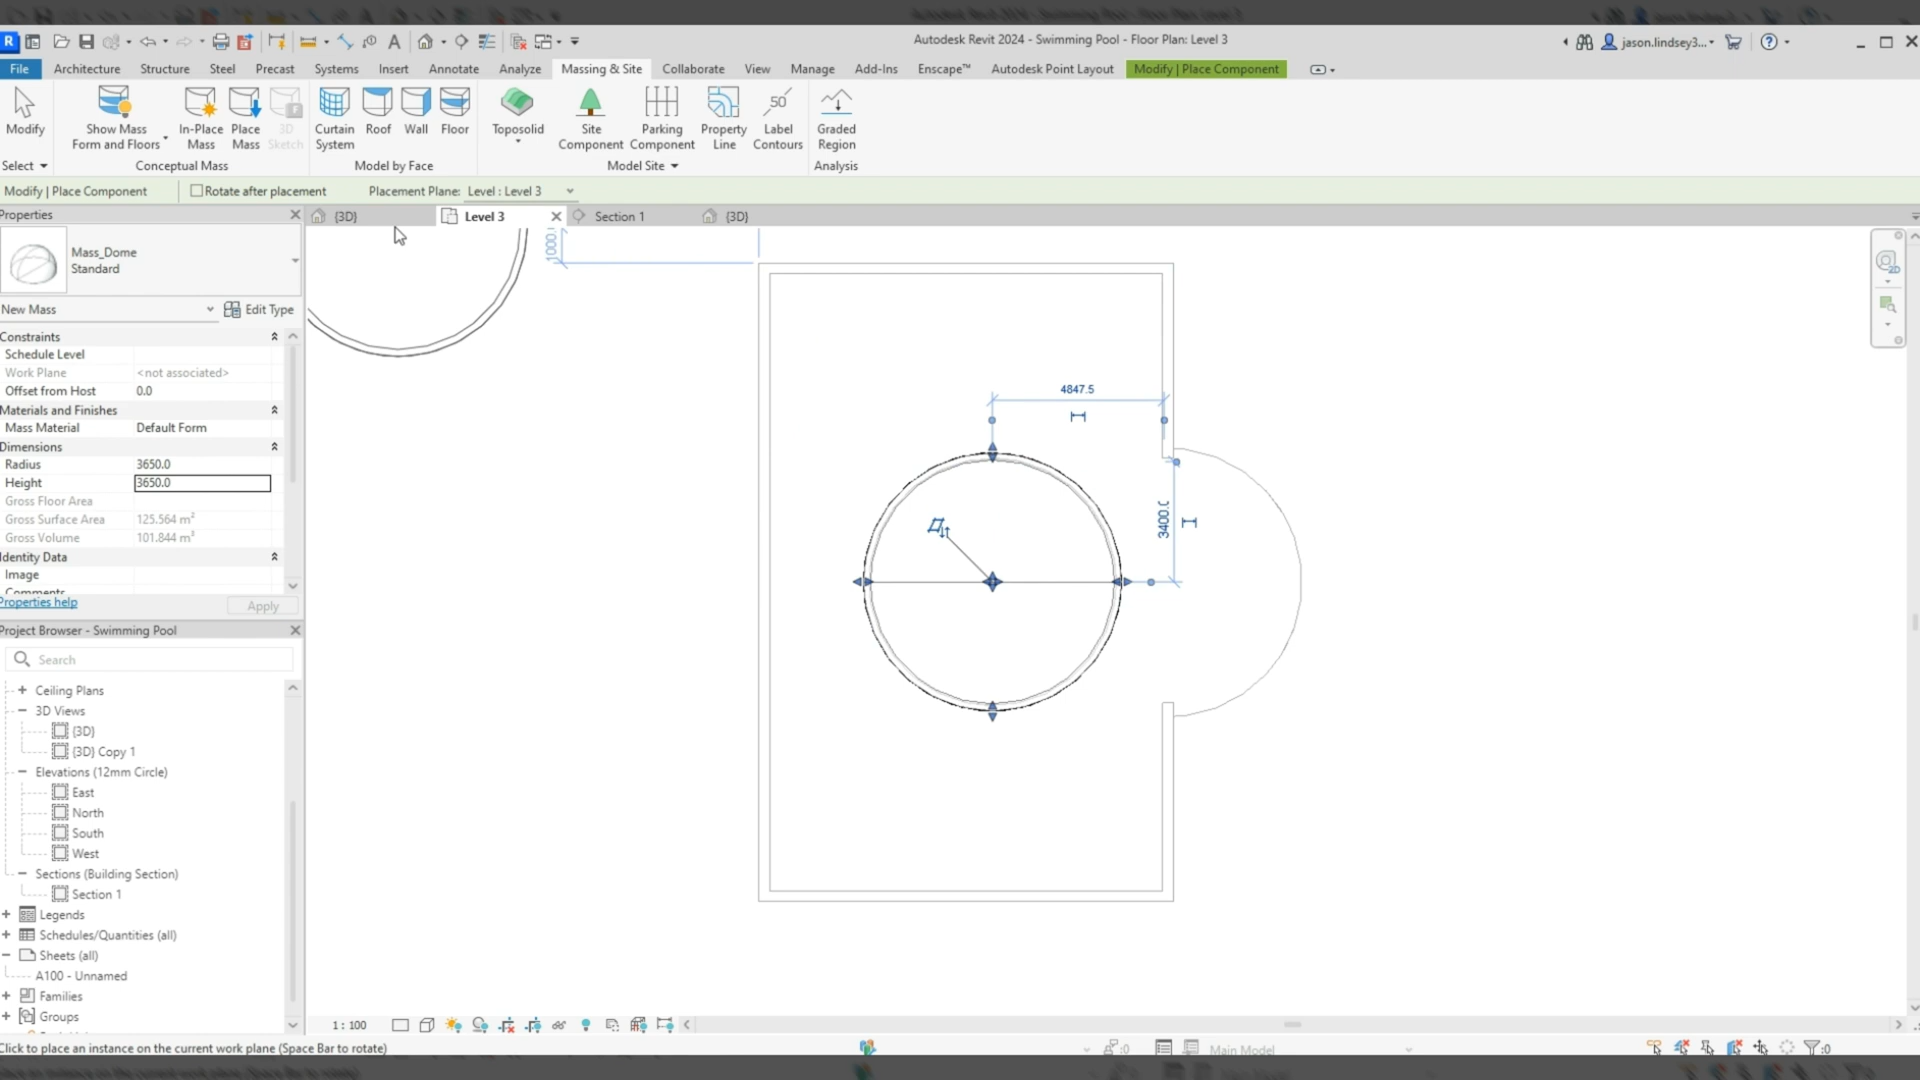 Autodesk Revit 2024 - Swimming Pool - Floor Plan: Level 3
jason.lindsey3...
File Architecture Structure Steel Precast Systems Insert Annotate Analyze Massing & Site Collaborate View Manage Add-Ins Enscape™ Autodesk Point Layout Modify | Place Component
Modify
Show Mass Form and Floors
In-Place Mass
Place Mass
3D Sketch
Curtain System
Roof
Wall
Floor
Toposolid
Site Component
Parking Component
Property Line
50
Label Contours
Graded Region
Select Conceptual Mass Model by Face Model Site Analysis
Modify | Place Component Rotate after placement Placement Plane: Level : Level 3
Properties
{3D} Level 3 Section 1 {3D}
Mass_Dome
Standard
New Mass Edit Type
Constraints
Schedule Level
Work Plane <not associated>
Offset from Host 0.0
Materials and Finishes
Mass Material Default Form
Dimensions
Radius 3650.0
Height 3650.0
Gross Floor Area
Gross Surface Area 125.564 m²
Gross Volume 101.844 m³
Identity Data
Image
Properties help Apply
Project Browser - Swimming Pool
Search
Ceiling Plans
3D Views
{3D}
{3D} Copy 1
Elevations (12mm Circle)
East
North
South
West
Sections (Building Section)
Section 1
Legends
Schedules/Quantities (all)
Sheets (all)
A100 - Unnamed
Families
Groups
4847.5
2D
1 : 100
Click to place an instance on the current work plane (Space Bar to rotate)
:0
Main Model
:0